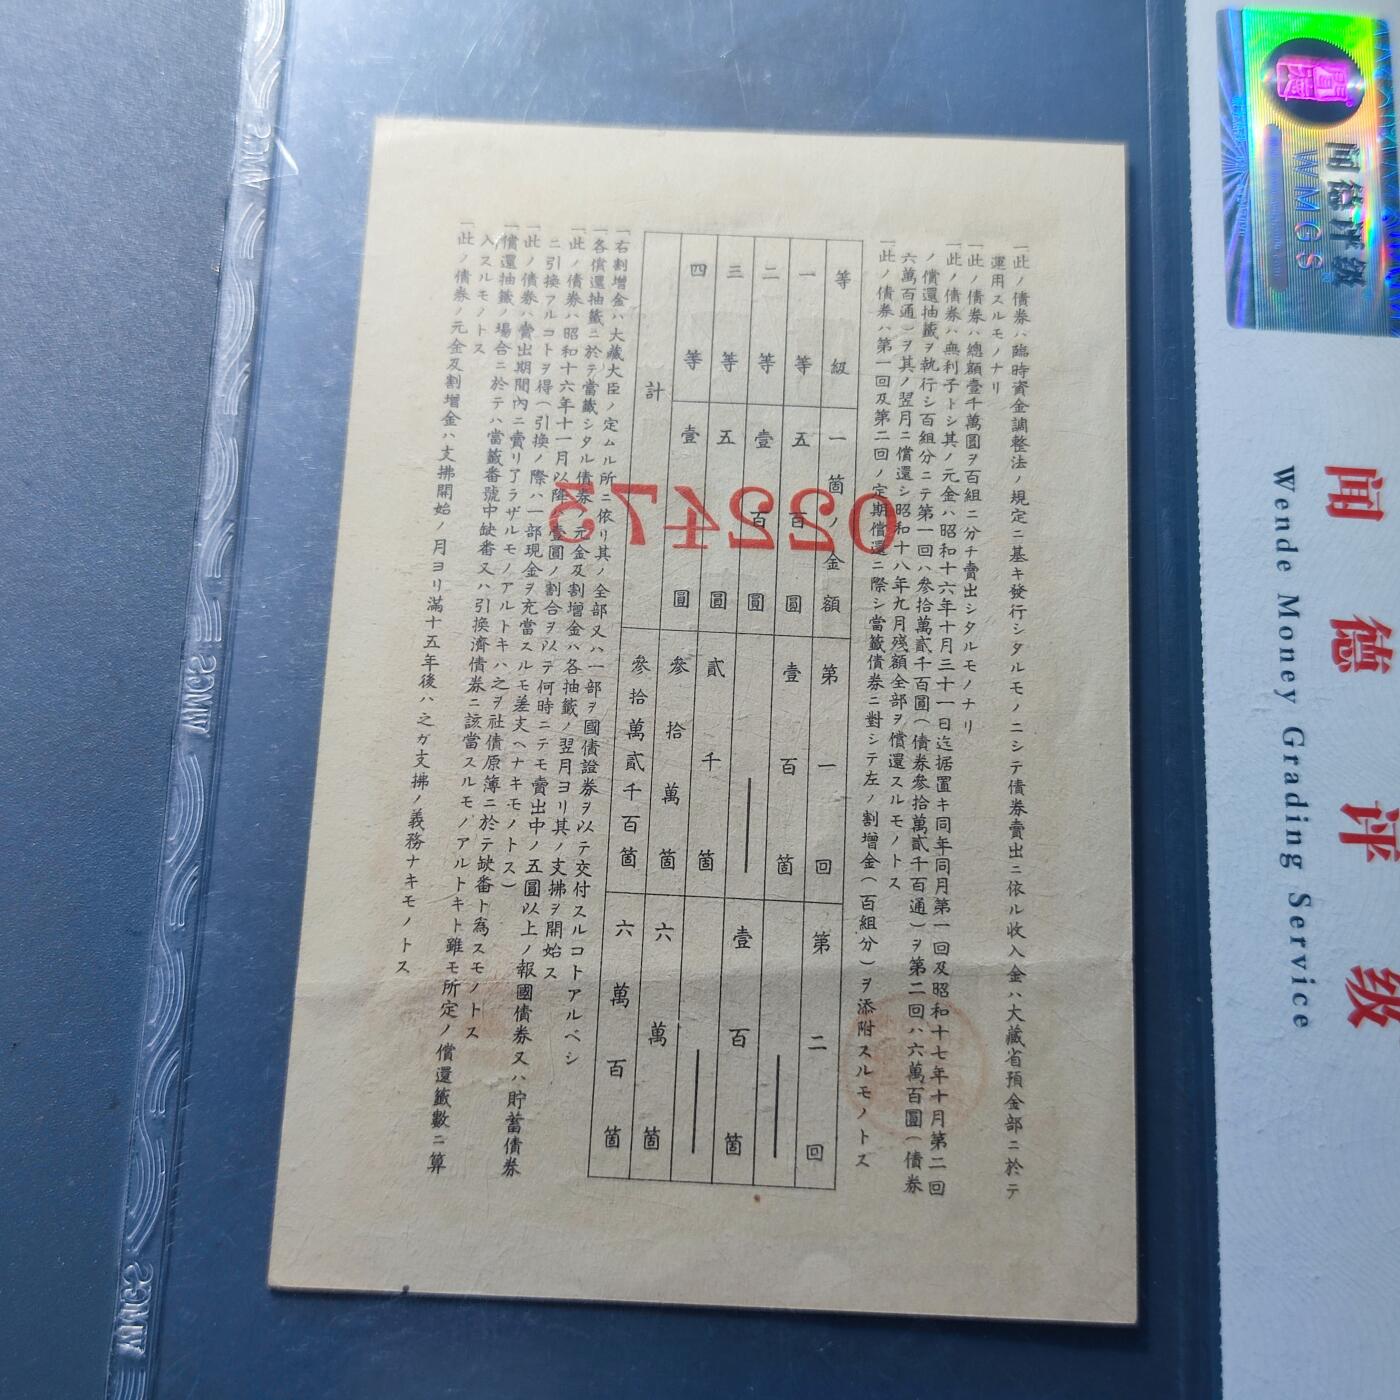 一此ノ債券ハ臨時資金調整法ノ規定ニ基キ發行シタルモノニシテ債券賣出ニ依ル收入金ハ大藏省預金部ニ於テ
運用スルモノナリ
一此ノ債券ハ總額壹千萬圓ヲ百組ニ分チ賣出シタルモノナリ
一此ノ債券ハ無利子トシ其ノ元金ハ昭和十六年十月三十一日迄据置キ同年同月第一回及昭和十七年十月第二回
ノ償還抽籤ヲ執行シ百組分ニテ第一回ハ參拾萬貳千百圓（債券參拾萬貳千百通）ヲ第二回ハ六萬百圓（債券
六萬百通）ヲ其ノ翌月ニ償還シ昭和十八年九月殘額全部ヲ償還スルモノトス
一此ノ債券ハ第一回及第二回ノ定期償還ニ際シ當籤債券ニ對シテ左ノ割增金（百組分）ヲ添附スルモノトス
等級 一箇ノ金額 第一回 第二回
一等 五百圓 壹百箇 ―
二等 壹百圓 ― 壹百箇
三等 五圓 貳千箇 ―
四等 壹圓 參拾萬箇 六萬箇
計 參拾萬貳千百箇 六萬百箇
一右割增金ハ大藏大臣ノ定ムル所ニ依リ其ノ全部又ハ一部ヲ國債證券ヲ以テ交付スルコトアルベシ
一各償還抽籤ニ於テ當籤シタル債券ノ元金及割增金ハ各抽籤ノ翌月ヨリ其ノ支拂ヲ開始ス
一此ノ債券ハ昭和十六年十一月以降壹圓ノ割合ヲ以テ何時ニテモ賣出中ノ五圓以上ノ報國債券又ハ貯蓄債券
ニ引換フルコトヲ得（引換ノ際ハ一部現金ヲ充當スルモ差支ヘナキモノトス）
一此ノ債券ハ賣出期間內ニ賣リ了ラザルモノアルトキハ之ヲ社債原簿ニ於テ缺番ト爲スモノトス
一償還抽籤ノ場合ニ於テハ當籤番號中缺番又ハ引換濟債券ニ該當スルモノアルトキト雖モ所定ノ償還籤數ニ算
入スルモノトス
一此ノ債券ノ元金及割增金ハ支拂開始ノ月ヨリ滿十五年後ハ之ガ支拂ノ義務ナキモノトス
022475
闻德评级
WMGS
闻德评级
Wende Money Grading Service
WMGS
WMGS
WMGS